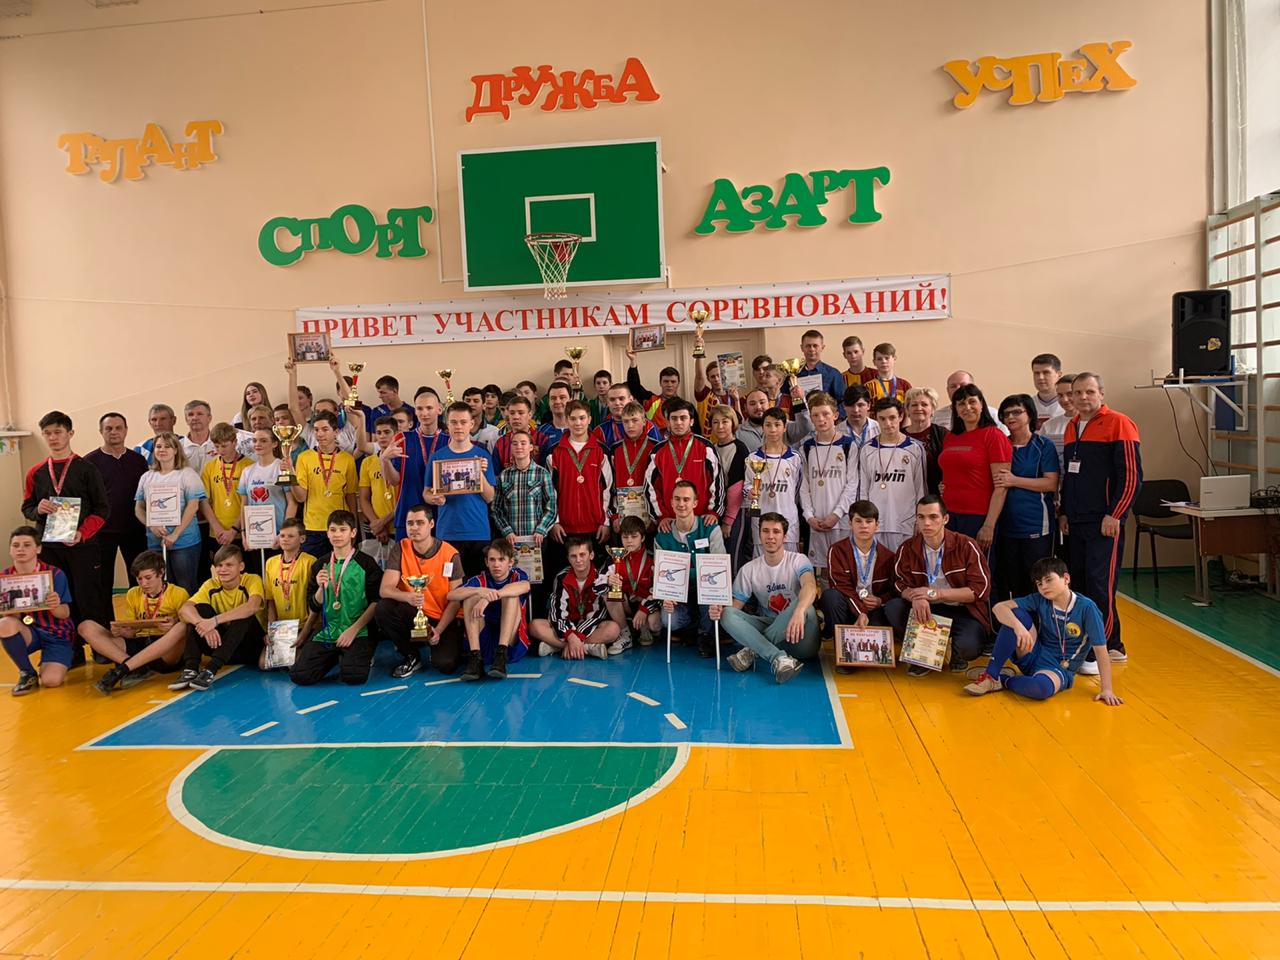 ТАЛАНТ
ДРУЖБА
УСПЕХ
СПОРТ
АЗАРТ
ПРИВЕТ УЧАСТНИКАМ СОРЕВНОВАНИЙ!
bwin
bwin